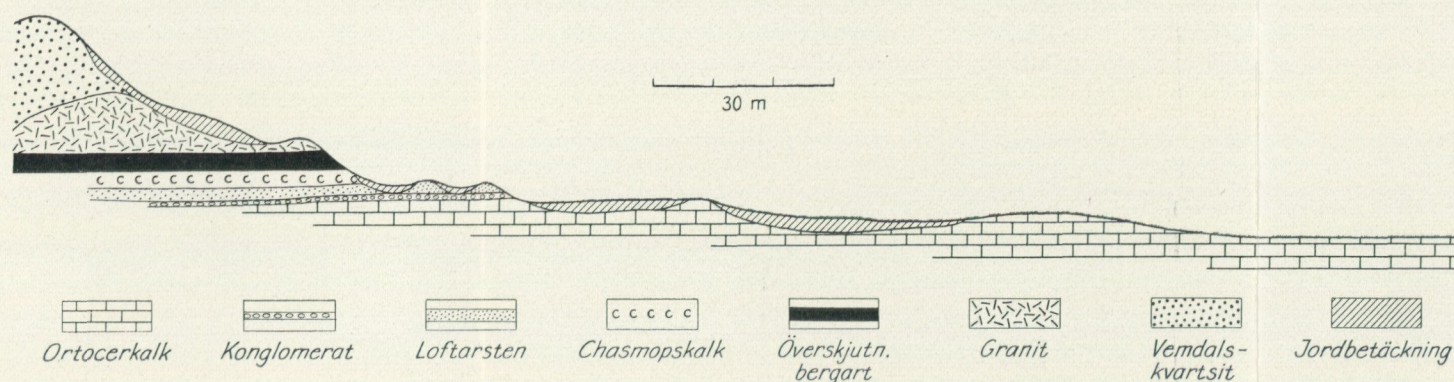 30 m
Ortocerkalk
Konglomerat
Loftarsten
Chasmopskalk
Överskjutn.
bergart
Granit
Vemdals-
kvartsit
Jordbetäckning